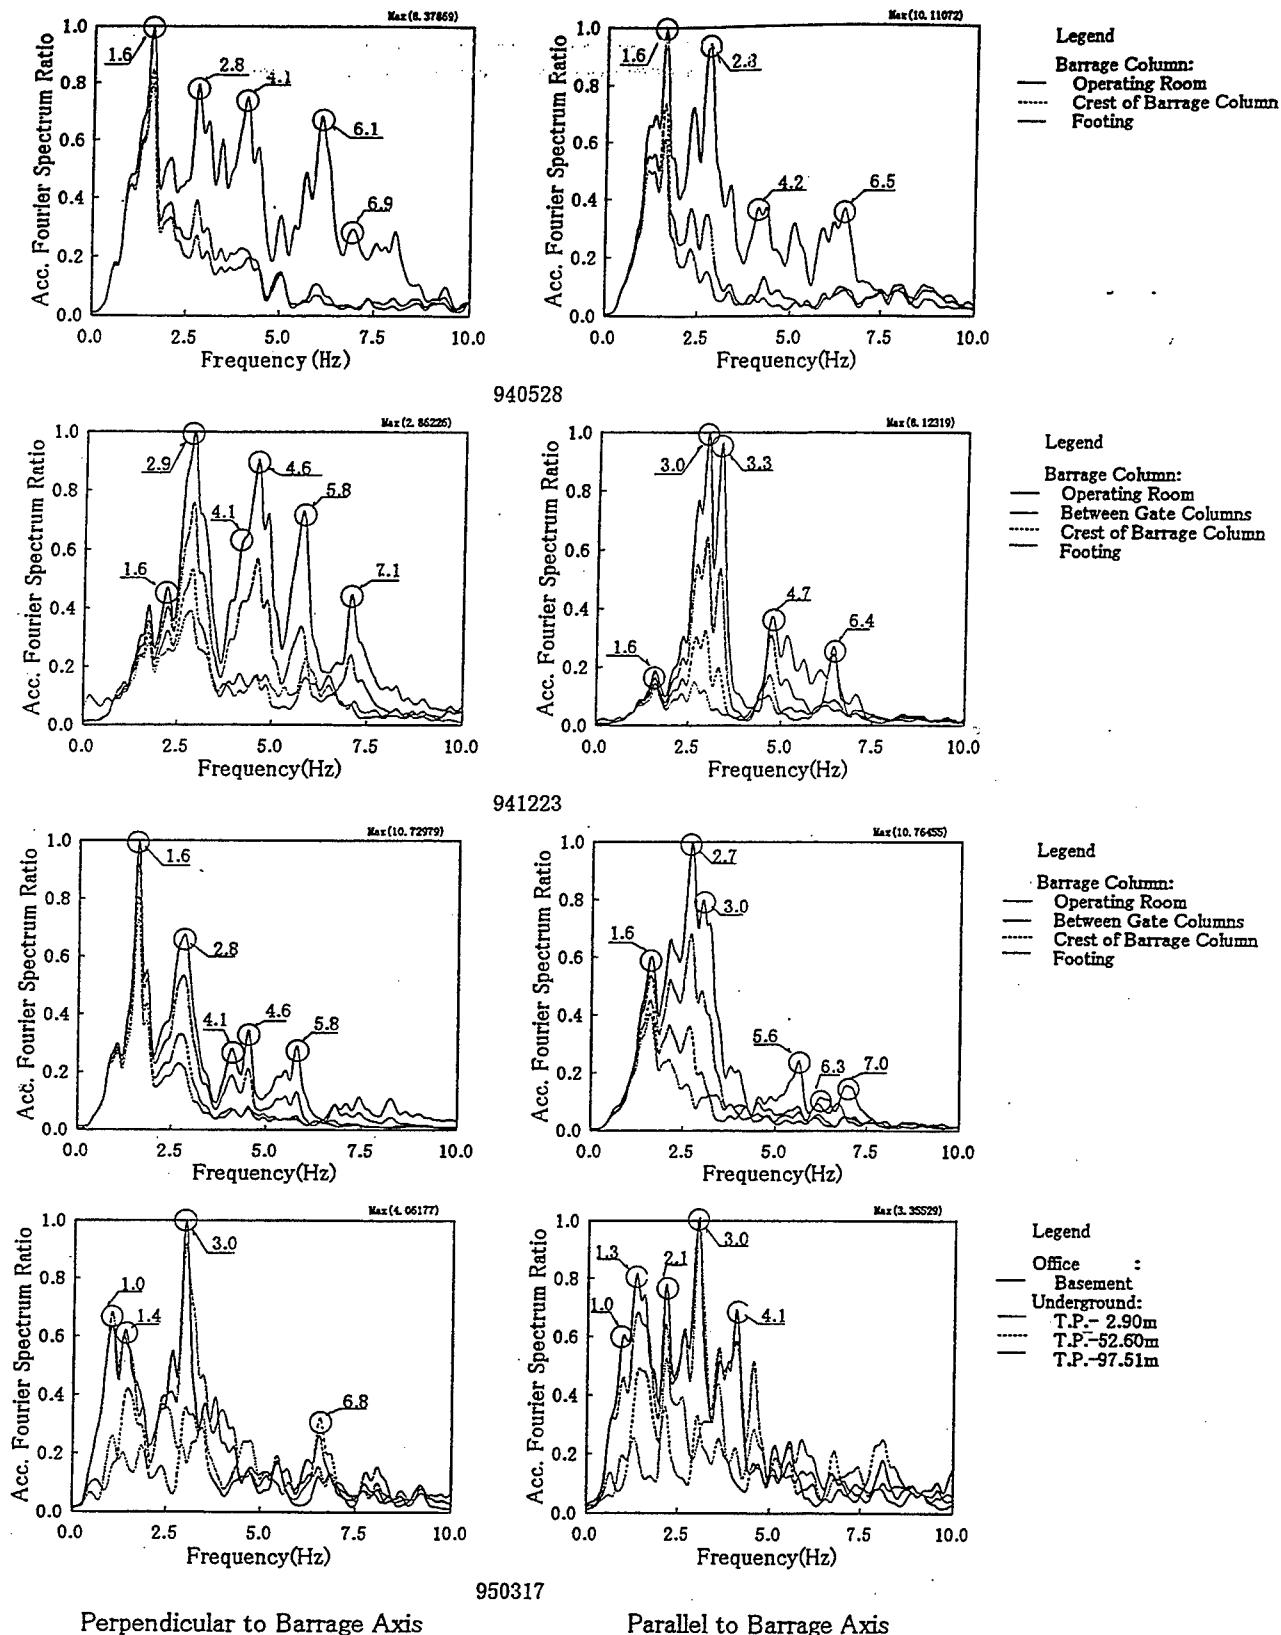 Max(6.37869)
Acc. Fourier Spectrum Ratio
1.0
0.8
0.6
0.4
0.2
0.0
1.6
2.8
4.1
6.1
6.9
0.0 2.5 5.0 7.5 10.0
Frequency(Hz)
Max(10.11072)
Acc. Fourier Spectrum Ratio
1.0
0.8
0.6
0.4
0.2
0.0
1.6
2.8
4.2
6.5
0.0 2.5 5.0 7.5 10.0
Frequency(Hz)
Legend
Barrage Column:
Operating Room
Crest of Barrage Column
Footing
940528
Max(2.86226)
Acc. Fourier Spectrum Ratio
1.0
0.8
0.6
0.4
0.2
0.0
2.9
4.6
4.1
5.8
1.6
7.1
0.0 2.5 5.0 7.5 10.0
Frequency(Hz)
Max(6.12319)
Acc. Fourier Spectrum Ratio
1.0
0.8
0.6
0.4
0.2
0.0
3.0
3.3
4.7
6.4
1.6
0.0 2.5 5.0 7.5 10.0
Frequency(Hz)
Legend
Barrage Column:
Operating Room
Between Gate Columns
Crest of Barrage Column
Footing
941223
Max(10.72979)
Acc. Fourier Spectrum Ratio
1.0
0.8
0.6
0.4
0.2
0.0
1.6
2.8
4.1
4.6
5.8
0.0 2.5 5.0 7.5 10.0
Frequency(Hz)
Max(10.76455)
Acc. Fourier Spectrum Ratio
1.0
0.8
0.6
0.4
0.2
0.0
2.7
3.0
1.6
5.6
6.3
7.0
0.0 2.5 5.0 7.5 10.0
Frequency(Hz)
Legend
Barrage Column:
Operating Room
Between Gate Columns
Crest of Barrage Column
Footing
Max(4.06177)
Acc. Fourier Spectrum Ratio
1.0
0.8
0.6
0.4
0.2
0.0
3.0
1.0
1.4
6.8
0.0 2.5 5.0 7.5 10.0
Frequency(Hz)
Max(3.35529)
Acc. Fourier Spectrum Ratio
1.0
0.8
0.6
0.4
0.2
0.0
1.3
2.1
3.0
1.0
4.1
0.0 2.5 5.0 7.5 10.0
Frequency(Hz)
Legend
Office :
Basement
Underground:
T.P.- 2.90m
T.P.-52.60m
T.P.-97.51m
950317
Perpendicular to Barrage Axis
Parallel to Barrage Axis